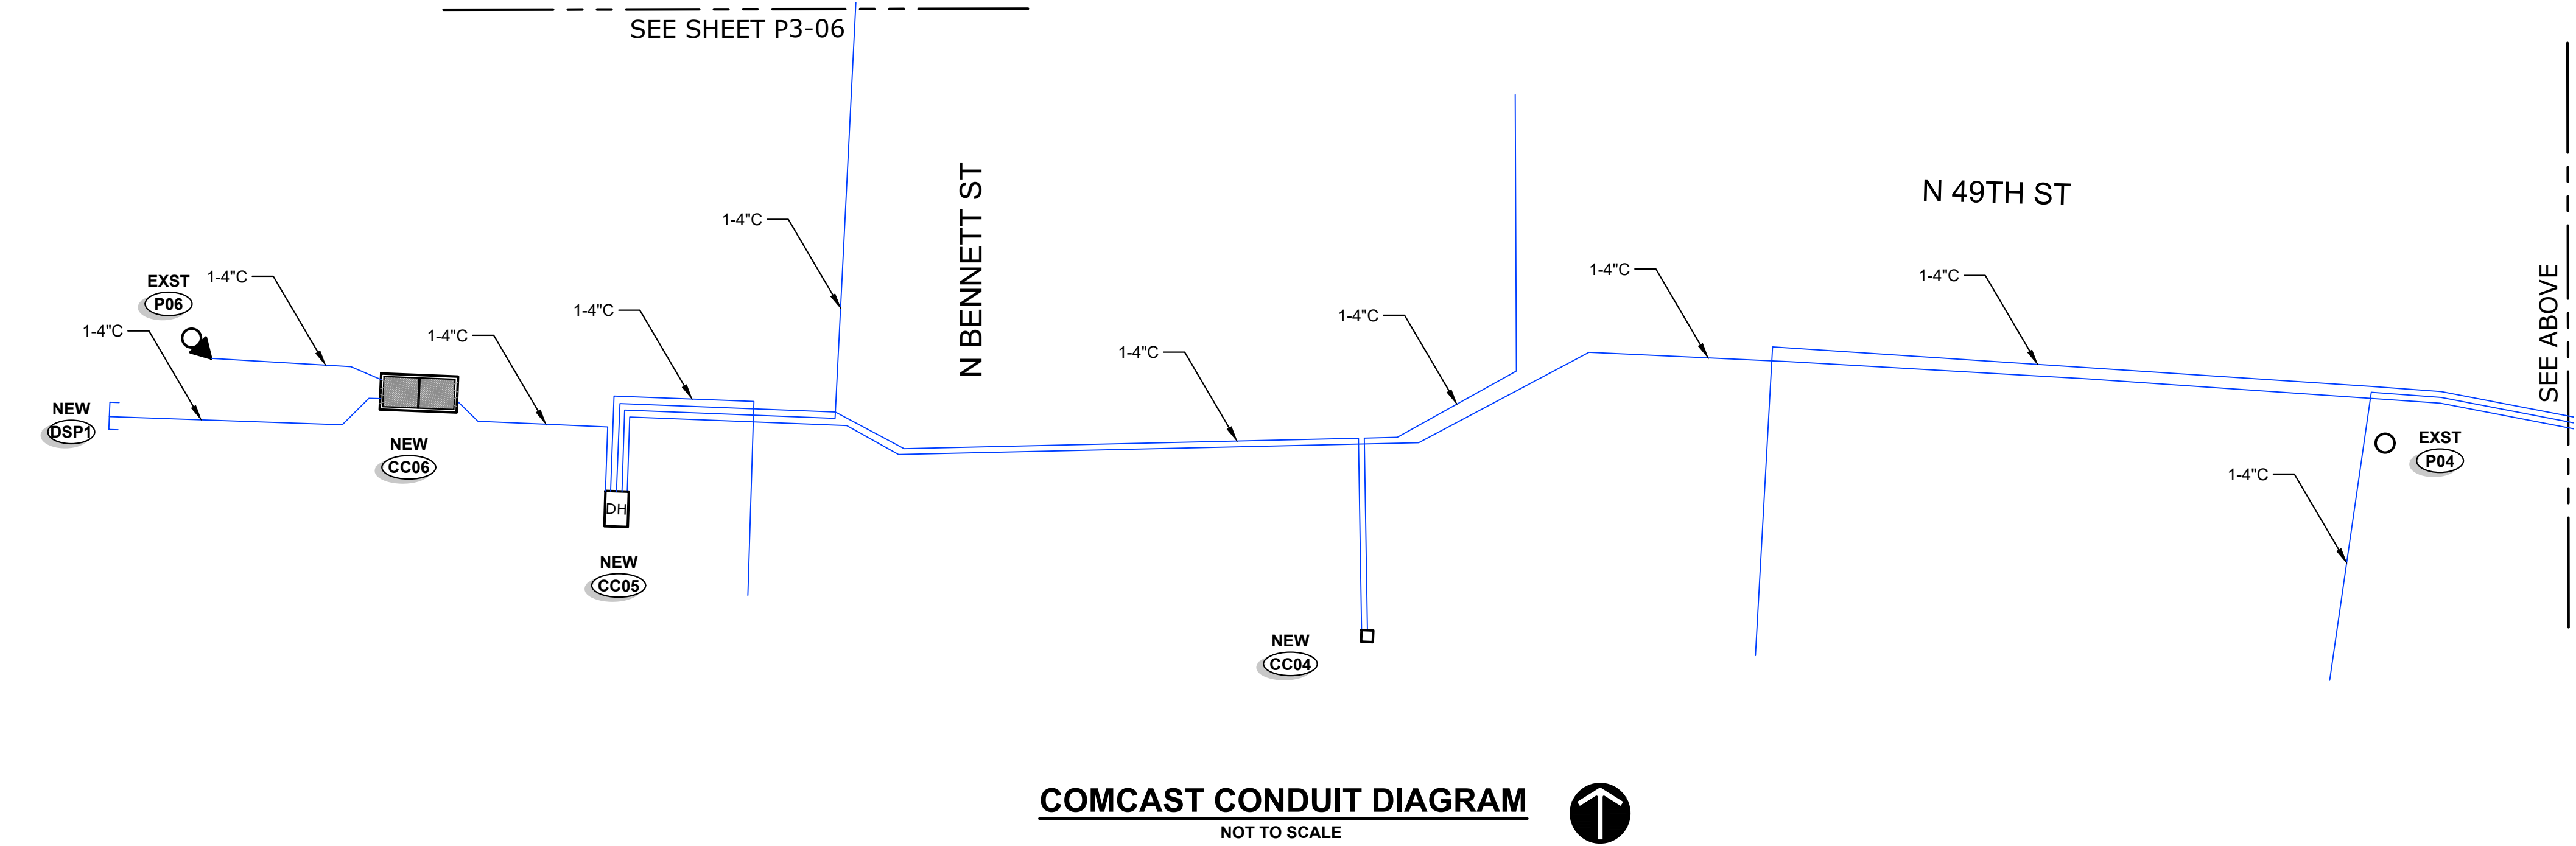 SEE SHEET P3-06
N BENNETT ST
N 49TH ST
SEE ABOVE
1-4"C
1-4"C
1-4"C
1-4"C
EXST
P06
1-4"C
1-4"C
1-4"C
1-4"C
1-4"C
1-4"C
NEW
DSP1
NEW
CC06
EXST
P04
1-4"C
DH
NEW
CC05
NEW
CC04
COMCAST CONDUIT DIAGRAM
NOT TO SCALE